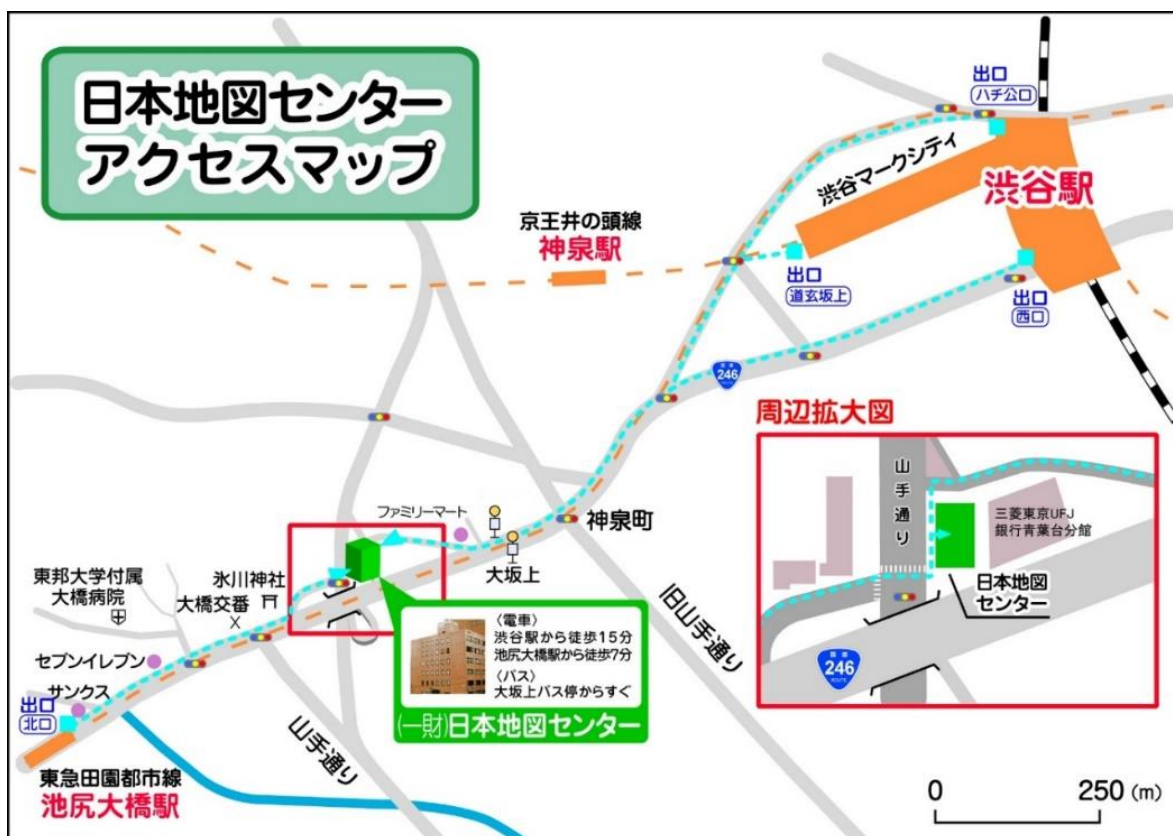 日本地図センター
アクセスマップ
出口
ハチ公口
渋谷マークシティ
渋谷駅
京王井の頭線
神泉駅
出口
道玄坂上
出口
西口
246
周辺拡大図
山手通り
三菱東京UFJ
銀行青葉台分館
日本地図
センター
国道
246
ROUTE
ファミリーマート
神泉町
大坂上
旧山手通り
東邦大学付属
大橋病院
氷川神社
大橋交番
セブンイレブン
サンクス
出口
北口
東急田園都市線
池尻大橋駅
山手通り
〈電車〉
渋谷駅から徒歩15分
池尻大橋駅から徒歩7分
〈バス〉
大坂上バス停からすぐ
(一財)日本地図センター
0 250 (m)